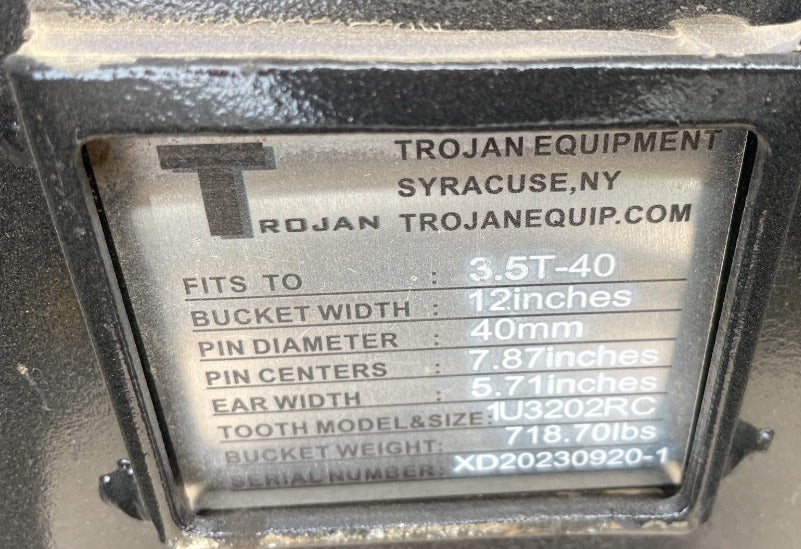 T
TROJAN
TROJAN EQUIPMENT
SYRACUSE,NY
TROJANEQUIP.COM
FITS TO : 3.5T-40
BUCKET WIDTH : 12inches
PIN DIAMETER : 40mm
PIN CENTERS : 7.87inches
EAR WIDTH : 5.71inches
TOOTH MODEL&SIZE: 1U3202RC
BUCKET WEIGHT: 718.70lbs
SERIAL NUMBER: XD20230920-1